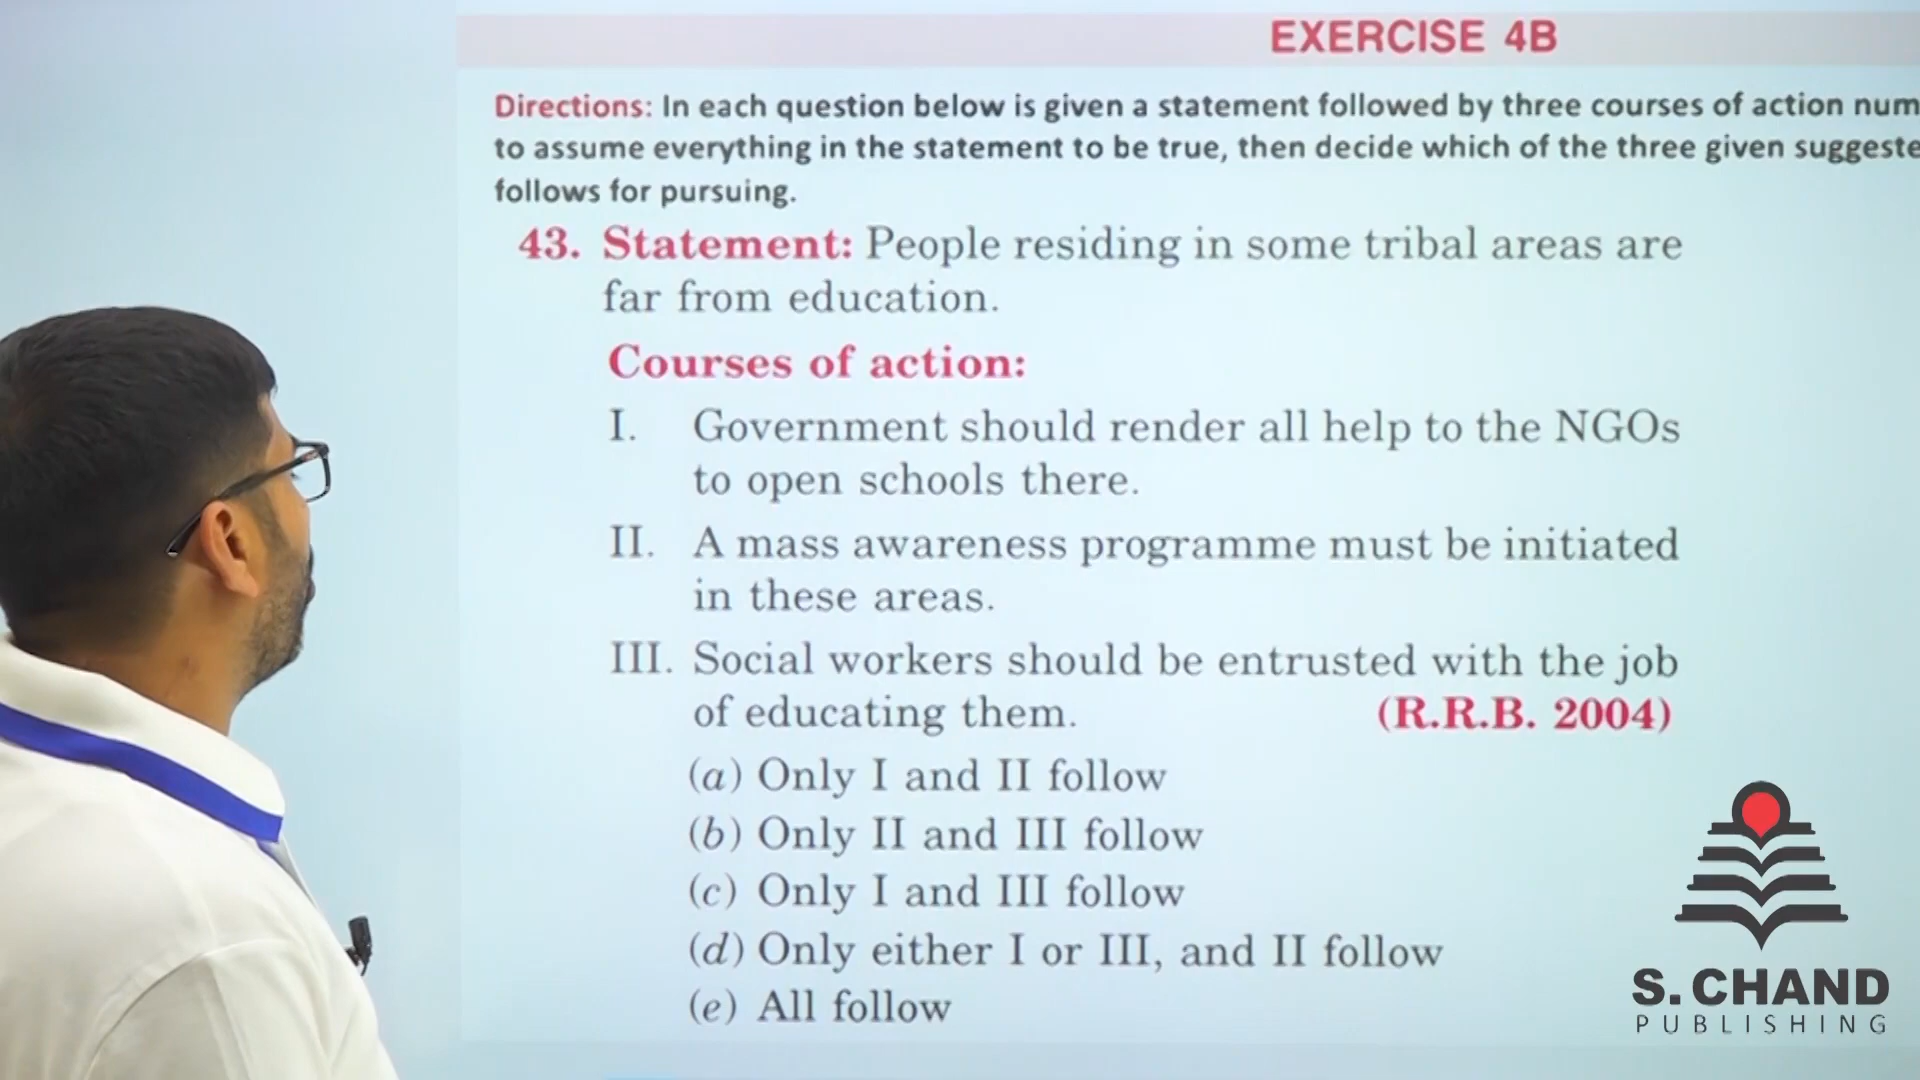 EXERCISE 4B
Directions: In each question below is given a statement followed by three courses of action num
to assume everything in the statement to be true, then decide which of the three given suggeste
follows for pursuing.
43. Statement: People residing in some tribal areas are
far from education.
Courses of action:
I. Government should render all help to the NGOs
to open schools there.
II. A mass awareness programme must be initiated
in these areas.
III. Social workers should be entrusted with the job
of educating them. (R.R.B. 2004)
(a) Only I and II follow
(b) Only II and III follow
(c) Only I and III follow
(d) Only either I or III, and II follow
(e) All follow
S. CHAND
PUBLISHING